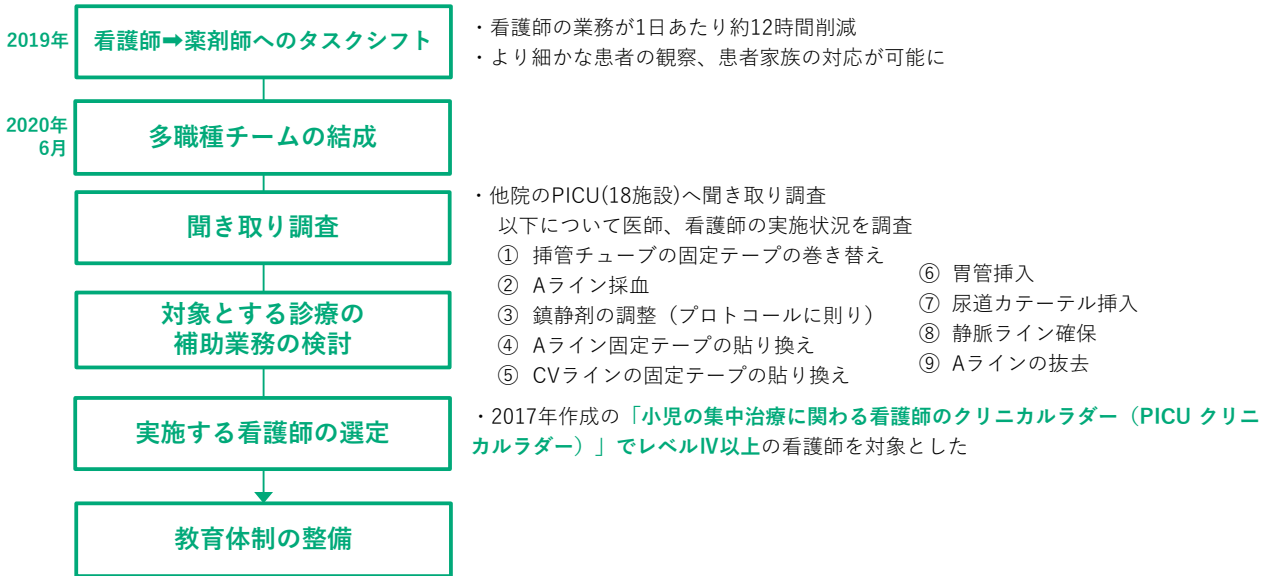 2019年
看護師➡薬剤師へのタスクシフト
・看護師の業務が1日あたり約12時間削減
・より細かな患者の観察、患者家族の対応が可能に
2020年
6月
多職種チームの結成
聞き取り調査
・他院のPICU(18施設)へ聞き取り調査
以下について医師、看護師の実施状況を調査
① 挿管チューブの固定テープの巻き替え
② Aライン採血
③ 鎮静剤の調整（プロトコールに則り）
④ Aライン固定テープの貼り換え
⑤ CVラインの固定テープの貼り換え
⑥ 胃管挿入
⑦ 尿道カテーテル挿入
⑧ 静脈ライン確保
⑨ Aラインの抜去
対象とする診療の
補助業務の検討
実施する看護師の選定
・2017年作成の「小児の集中治療に関わる看護師のクリニカルラダー（PICU クリニ
カルラダー）」でレベルⅣ以上の看護師を対象とした
教育体制の整備